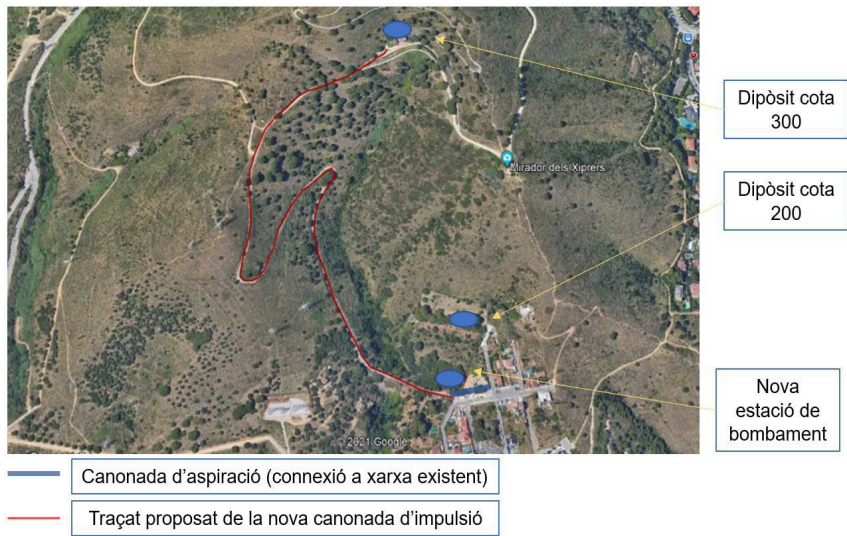 Dipòsit cota
300
Mirador dels Xiprers
Dipòsit cota
200
Nova
estació de
bombament
© 2021 Google
Canonada d’aspiració (connexió a xarxa existent)
Traçat proposat de la nova canonada d’impulsió